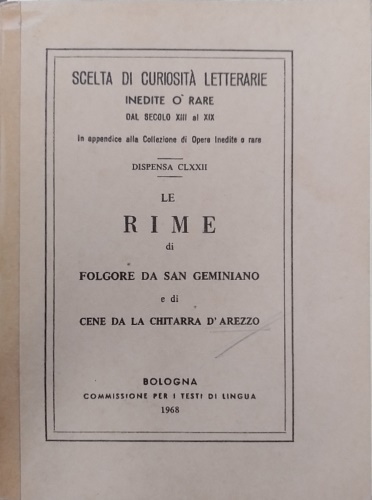 SCELTA DI CURIOSITÀ LETTERARIE
INEDITE O RARE
DAL SECOLO XIII al XIX
In appendice alla Collezione di Opere Inedite o rare
DISPENSA CLXXII
LE
RIME
di
FOLGORE DA SAN GEMINIANO
e di
CENE DA LA CHITARRA D'AREZZO
BOLOGNA
COMMISSIONE PER I TESTI DI LINGUA
1968